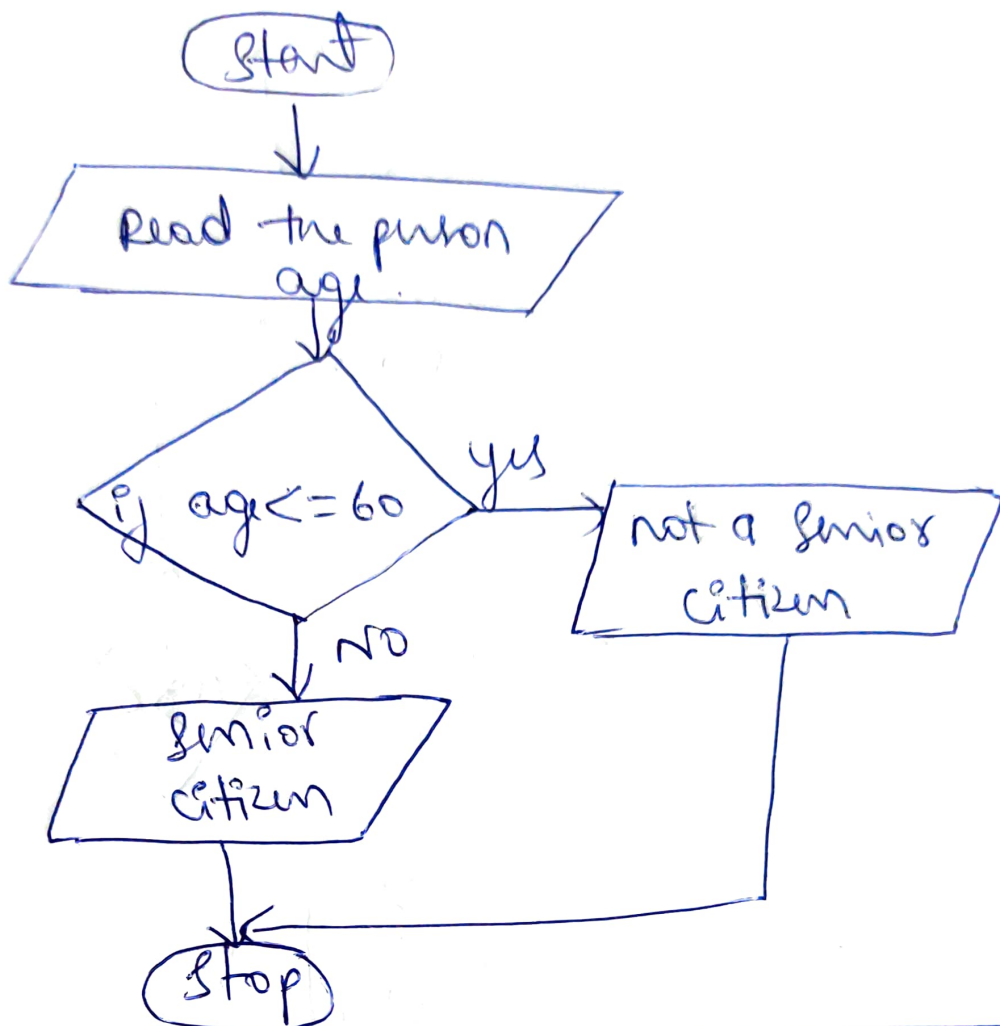 Start
Read the person
age.
if age<=60
yes
not a senior
citizen
NO
senior
citizen
Stop